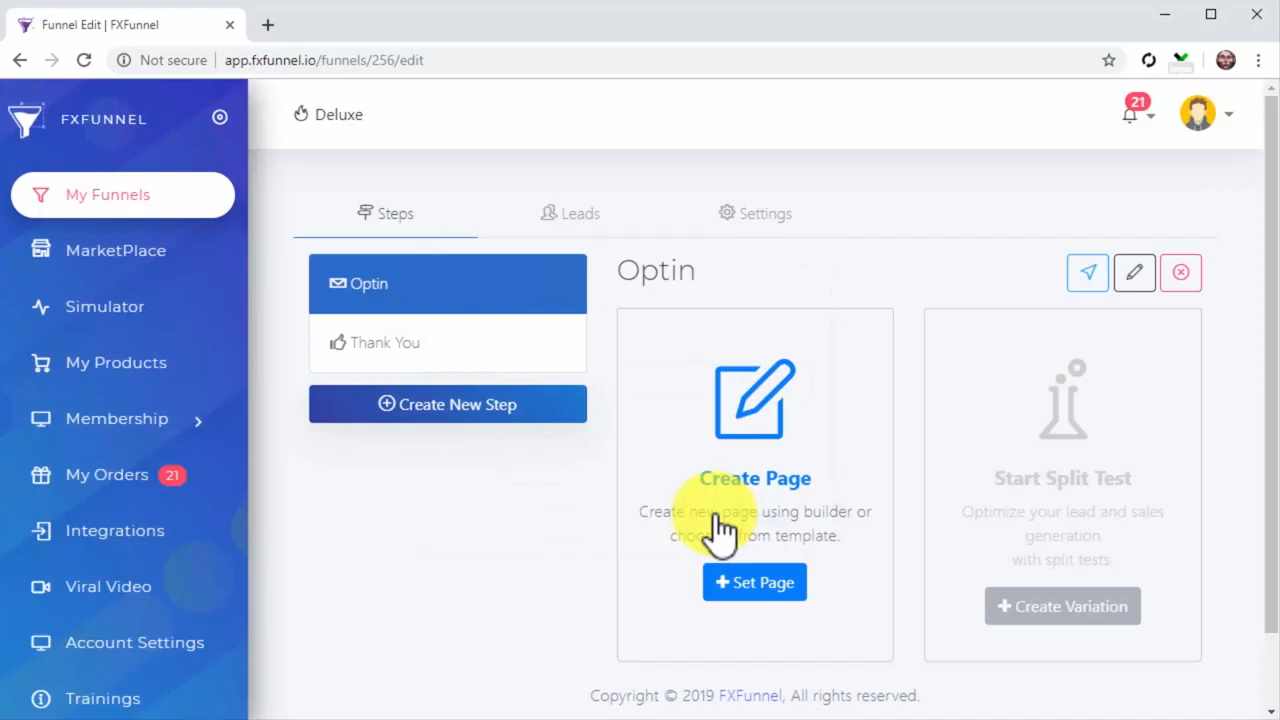 Funnel Edit | FXFunnel
Not secure
app.fxfunnel.io/funnels/256/edit
FXFUNNEL
Deluxe
21
My Funnels
MarketPlace
Simulator
My Products
Membership
My Orders 21
Integrations
Viral Video
Account Settings
Trainings
Steps
Leads
Settings
Optin
Thank You
Create New Step
Optin
Create Page
Create new page using builder or
from template.
Set Page
Start Split Test
Optimize your lead and sales
generation
with split tests.
Create Variation
Copyright © 2019 FXFunnel, All rights reserved.